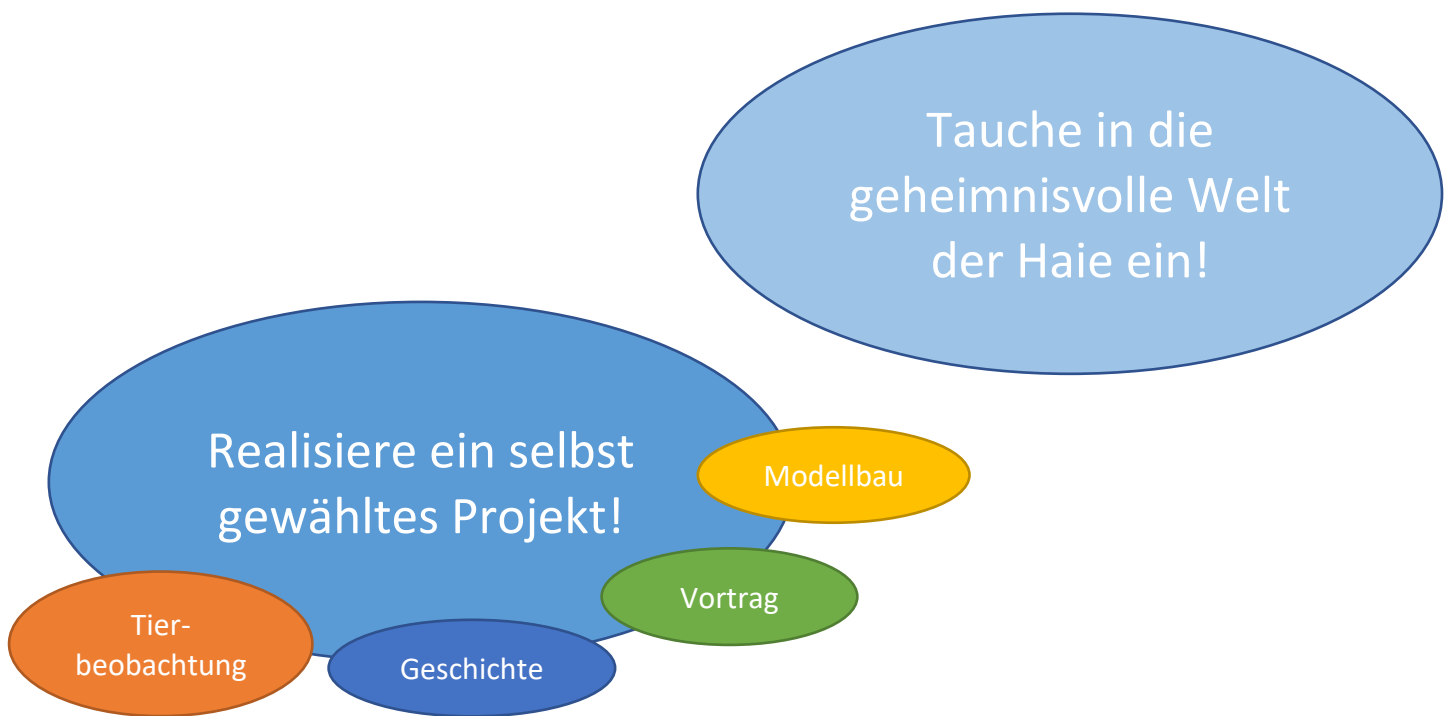 Tauche in die
geheimnisvolle Welt
der Haie ein!
Realisiere ein selbst
gewähltes Projekt!
Modellbau
Vortrag
Tier-
beobachtung
Geschichte